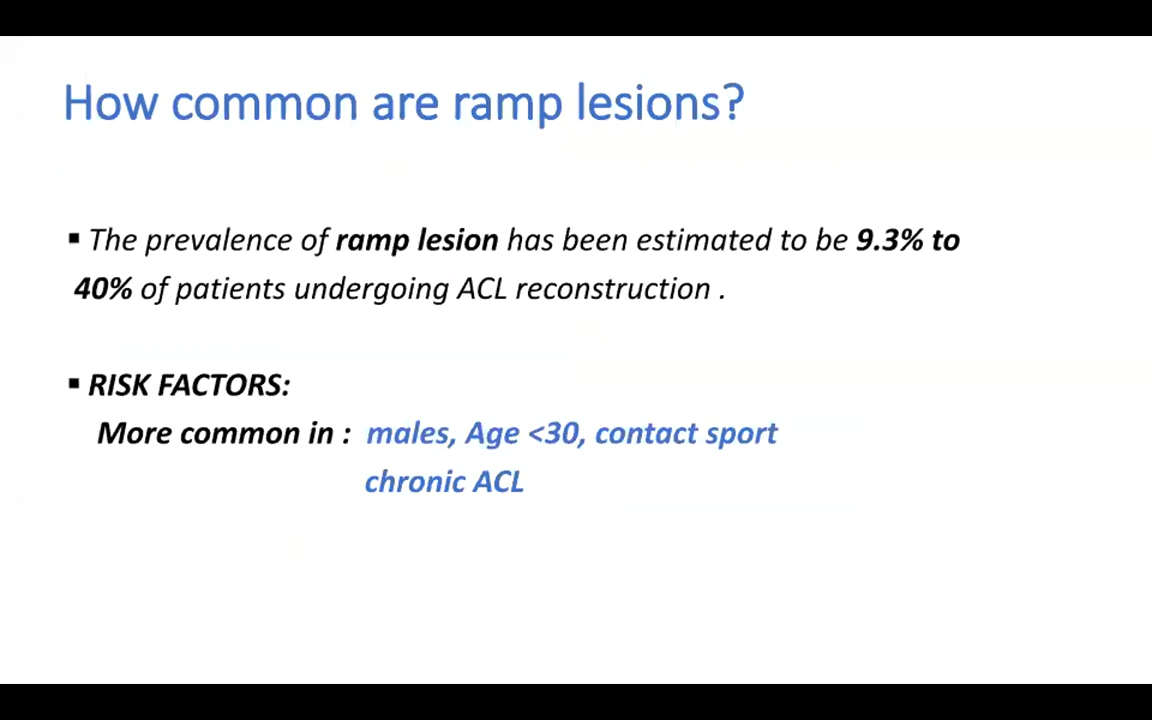 How common are ramp lesions?
▪ The prevalence of ramp lesion has been estimated to be 9.3% to
40% of patients undergoing ACL reconstruction .
▪ RISK FACTORS:
More common in : males, Age <30, contact sport
chronic ACL